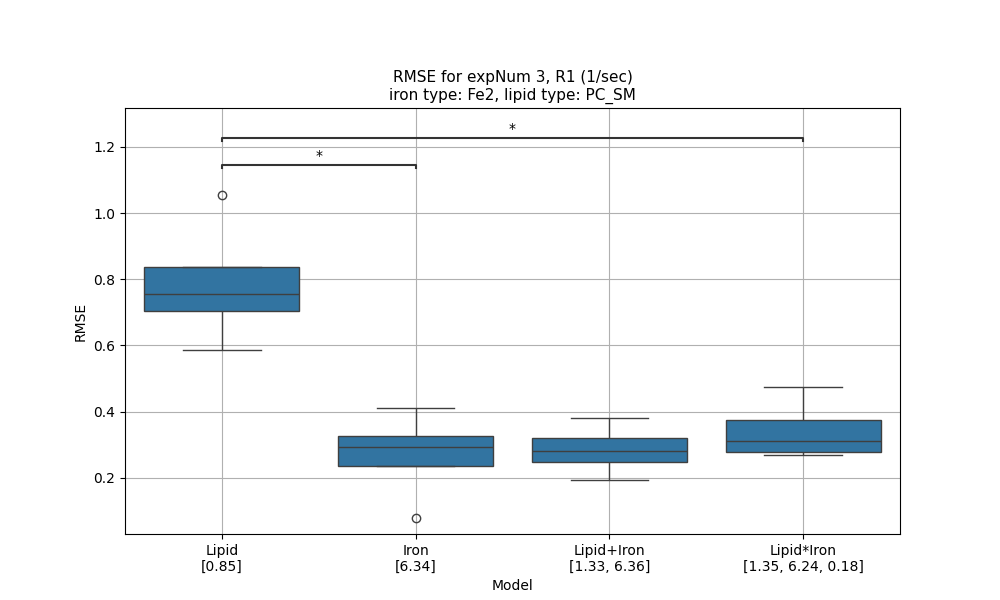 RMSE for expNum 3, R1 (1/sec)
iron type: Fe2, lipid type: PC_SM
*
*
1.2
1.0
0.8
0.6
0.4
0.2
RMSE
Lipid
[0.85]
Iron
[6.34]
Lipid+Iron
[1.33, 6.36]
Lipid*Iron
[1.35, 6.24, 0.18]
Model